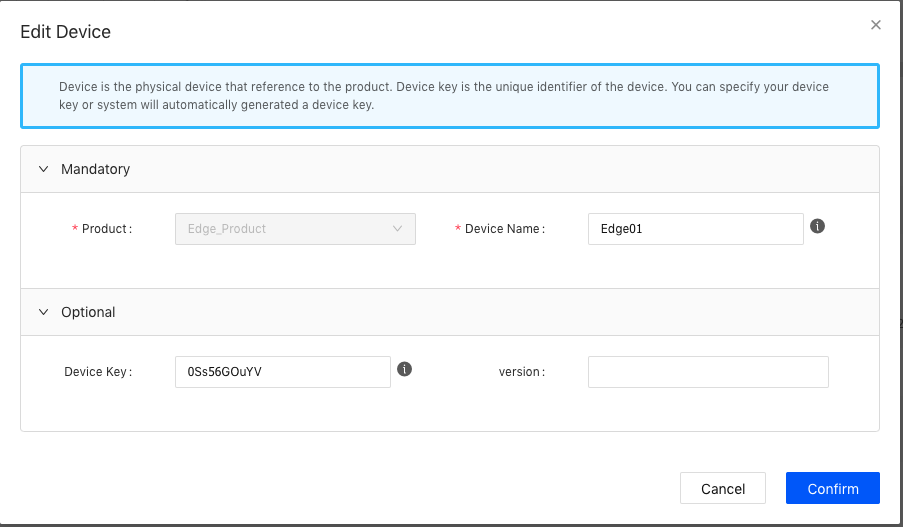 Edit Device
Device is the physical device that reference to the product. Device key is the unique identifier of the device. You can specify your device
key or system will automatically generated a device key.
Mandatory
* Product: Edge_Product * Device Name: Edge01
Optional
Device Key: 0Ss56GOuYV version:
Cancel Confirm